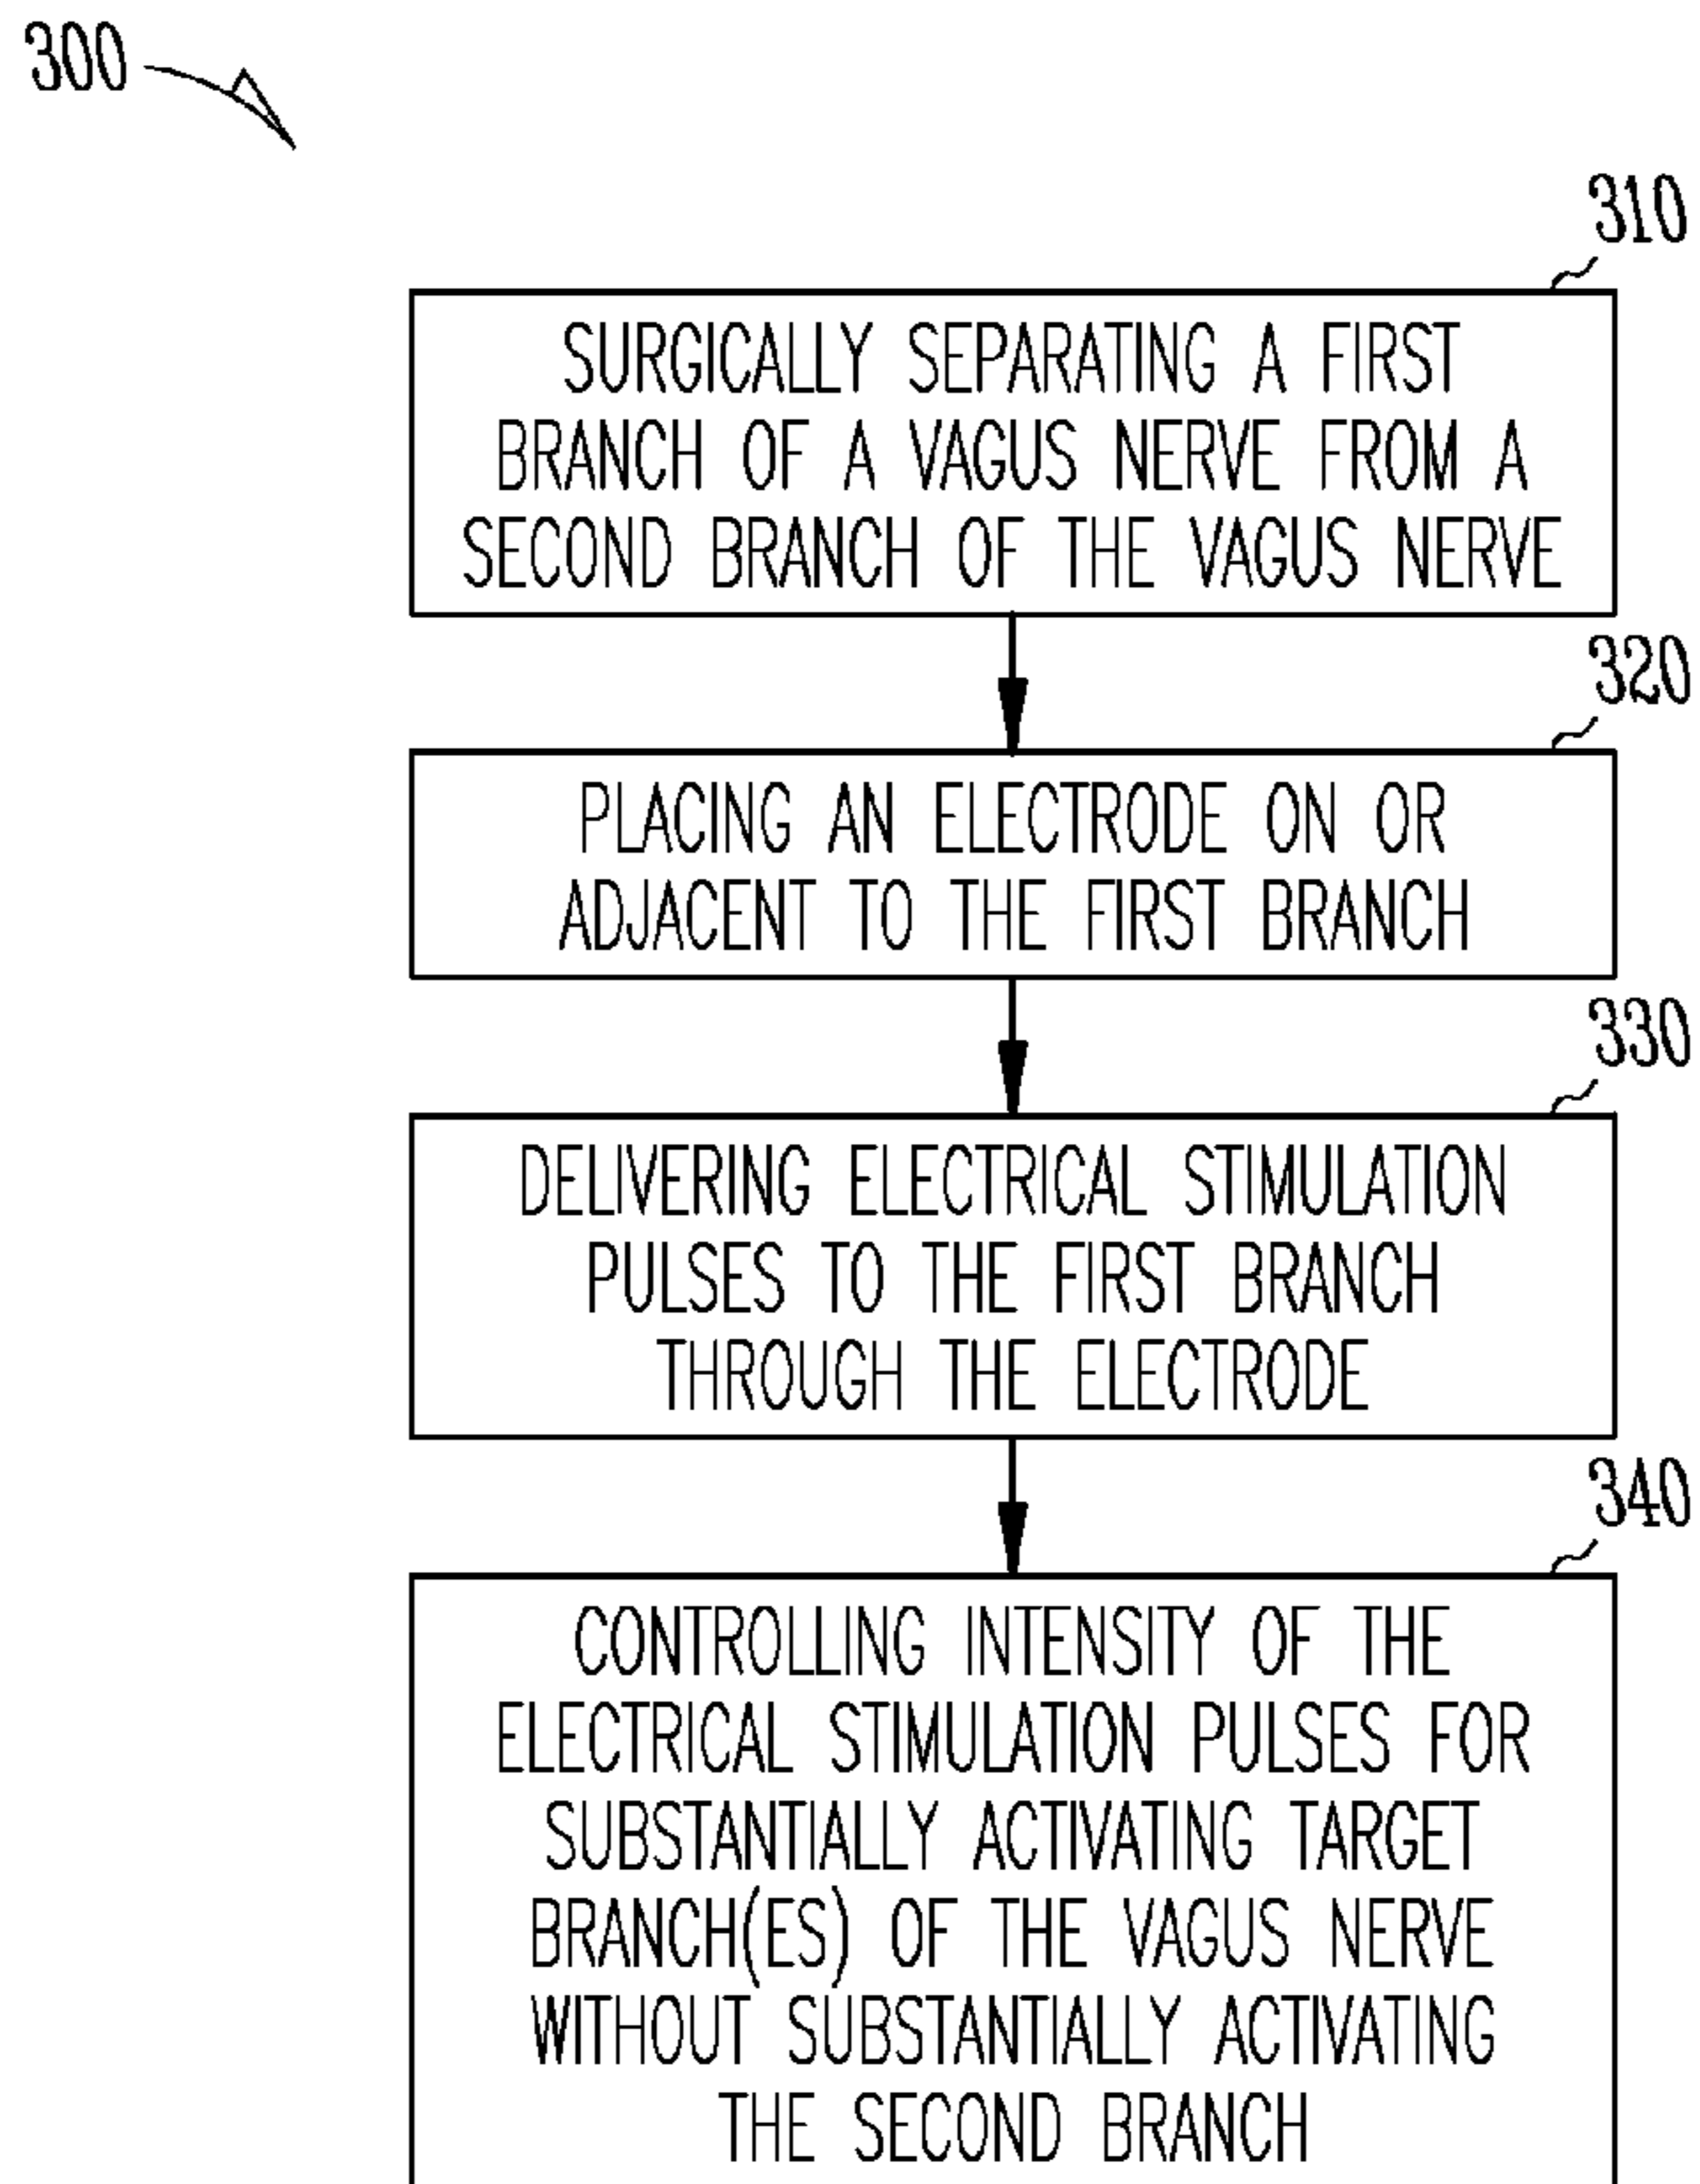 300
310
SURGICALLY SEPARATING A FIRST
BRANCH OF A VAGUS NERVE FROM A
SECOND BRANCH OF THE VAGUS NERVE
320
PLACING AN ELECTRODE ON OR
ADJACENT TO THE FIRST BRANCH
330
DELIVERING ELECTRICAL STIMULATION
PULSES TO THE FIRST BRANCH
THROUGH THE ELECTRODE
340
CONTROLLING INTENSITY OF THE
ELECTRICAL STIMULATION PULSES FOR
SUBSTANTIALLY ACTIVATING TARGET
BRANCH(ES) OF THE VAGUS NERVE
WITHOUT SUBSTANTIALLY ACTIVATING
THE SECOND BRANCH